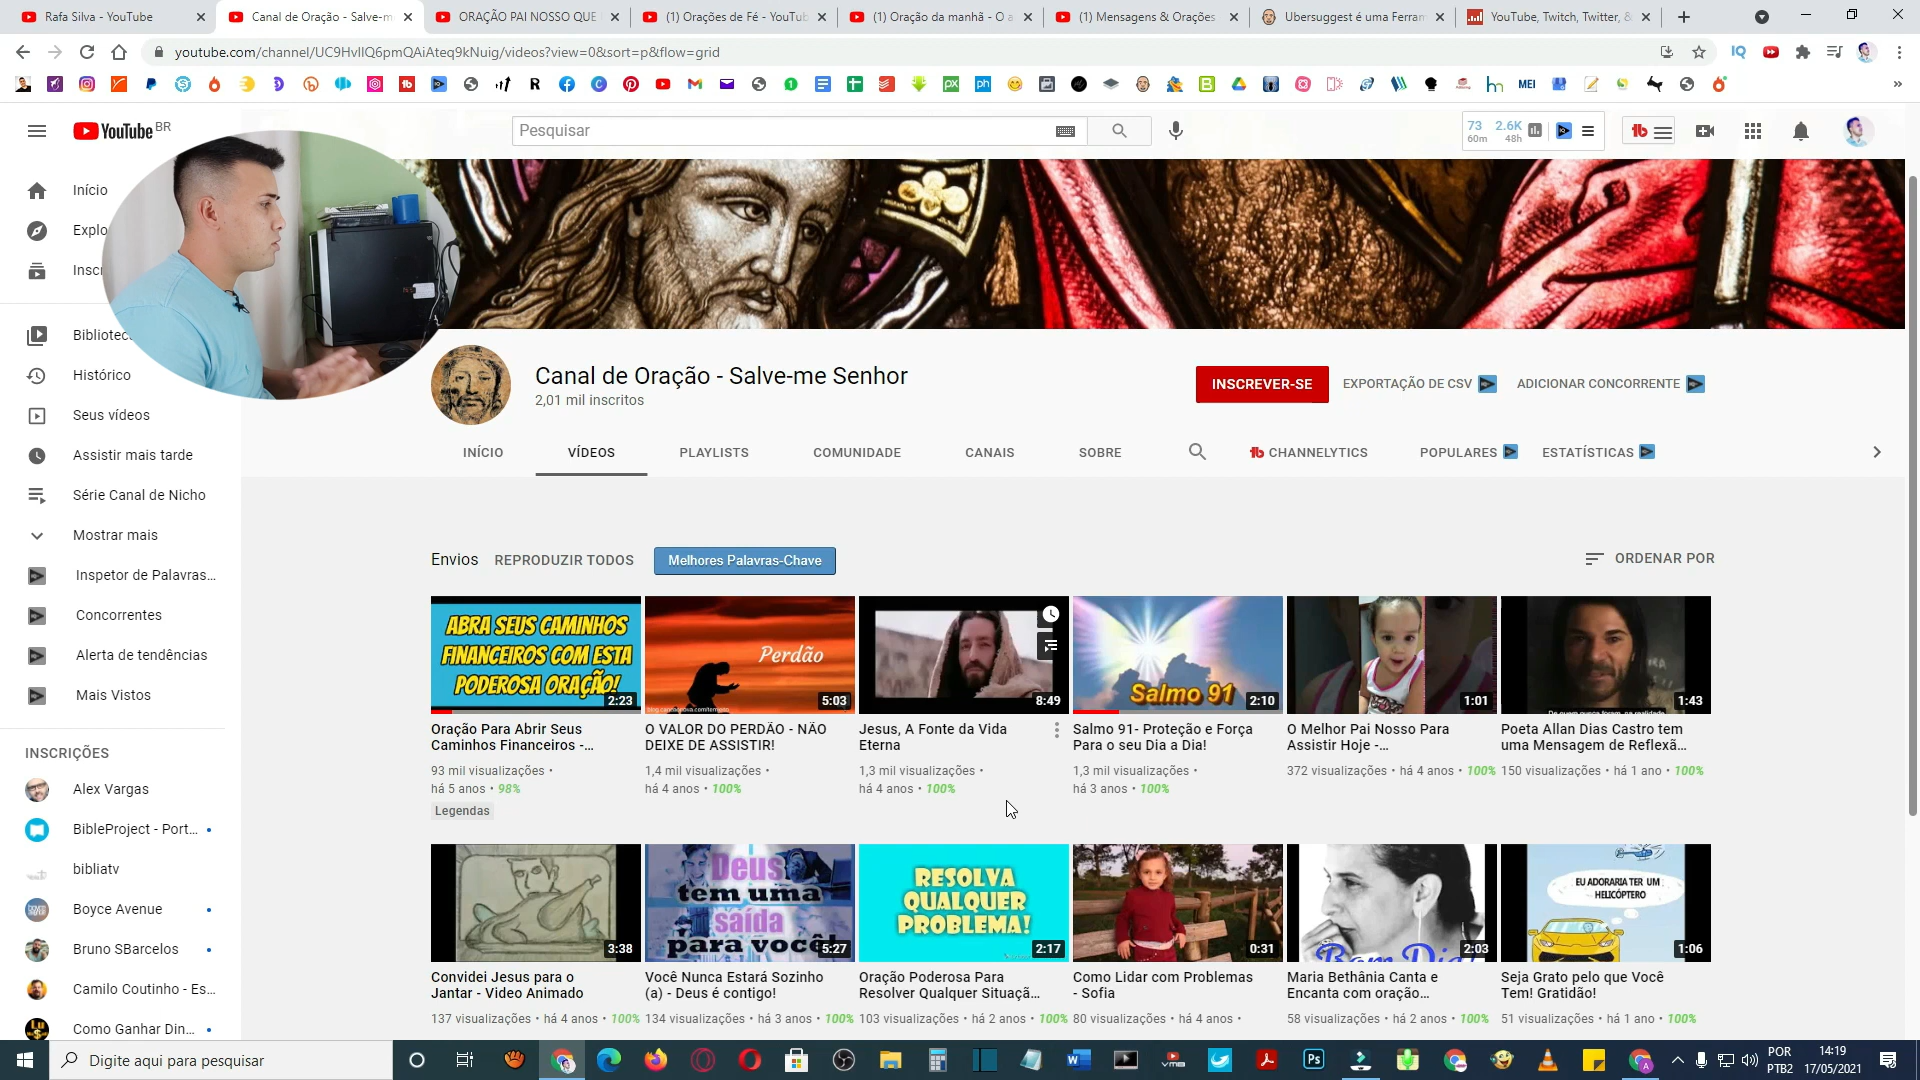 Rafa Silva - YouTube
Canal de Oração - Salve-m
ORAÇÃO PAI NOSSO QUE
(1) Orações de Fé - YouTub
(1) Oração da manhã - O a
(1) Mensagens & Orações
Ubersuggest é uma Ferram
YouTube, Twitch, Twitter, &
youtube.com/channel/UC9HvlIQ6pmQAiAteq9kNuig/videos?view=0&sort=p&flow=grid
YouTube BR
Pesquisar
73 60m
2.6K 48h
Início
Explo
Insc
Bibliotec
Histórico
Seus vídeos
Assistir mais tarde
Série Canal de Nicho
Mostrar mais
Inspetor de Palavras...
Concorrentes
Alerta de tendências
Mais Vistos
INSCRIÇÕES
Alex Vargas
BibleProject - Port...
bibliatv
Boyce Avenue
Bruno SBarcelos
Camilo Coutinho - Es...
Como Ganhar Din...
Canal de Oração - Salve-me Senhor
2,01 mil inscritos
INSCREVER-SE
EXPORTAÇÃO DE CSV
ADICIONAR CONCORRENTE
INÍCIO
VÍDEOS
PLAYLISTS
COMUNIDADE
CANAIS
SOBRE
CHANNELYTICS
POPULARES
ESTATÍSTICAS
Envios
REPRODUZIR TODOS
Melhores Palavras-Chave
ORDENAR POR
ABRA SEUS CAMINHOS
FINANCEIROS COM ESTA
PODEROSA ORAÇÃO!
2:23
Oração Para Abrir Seus
Caminhos Financeiros -...
93 mil visualizações •
há 5 anos • 98%
Legendas
Perdão
5:03
O VALOR DO PERDÃO - NÃO
DEIXE DE ASSISTIR!
1,4 mil visualizações •
há 4 anos • 100%
8:49
Jesus, A Fonte da Vida
Eterna
1,3 mil visualizações •
há 4 anos • 100%
Salmo 91
2:10
Salmo 91- Proteção e Força
Para o seu Dia a Dia!
1,3 mil visualizações •
há 3 anos • 100%
1:01
O Melhor Pai Nosso Para
Assistir Hoje -...
372 visualizações • há 4 anos • 100%
1:43
Poeta Allan Dias Castro tem
uma Mensagem de Reflexã...
150 visualizações • há 1 ano • 100%
3:38
Convidei Jesus para o
Jantar - Video Animado
137 visualizações • há 4 anos • 100%
Deus
tem uma
saída
para você!
5:27
Você Nunca Estará Sozinho
(a) - Deus é contigo!
134 visualizações • há 3 anos • 100%
RESOLVA
QUALQUER
PROBLEMA!
2:17
Oração Poderosa Para
Resolver Qualquer Situaçã...
103 visualizações • há 2 anos • 100%
0:31
Como Lidar com Problemas
- Sofia
80 visualizações • há 4 anos •
Bom Dia!
2:03
Maria Bethânia Canta e
Encanta com oração...
58 visualizações • há 2 anos • 100%
EU ADORARIA TER UM
HELICÓPTERO
1:06
Seja Grato pelo que Você
Tem! Gratidão!
51 visualizações • há 1 ano • 100%
Digite aqui para pesquisar
POR
PTB2
14:19
17/05/2021